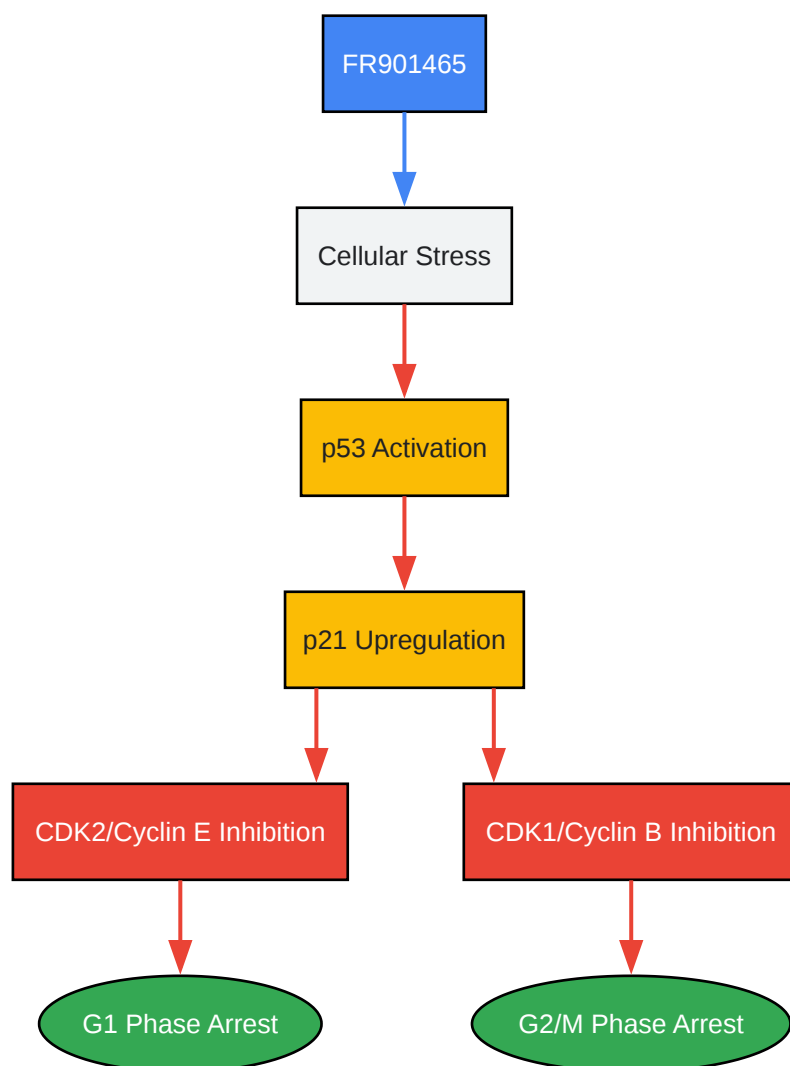 FR901465
Cellular Stress
p53 Activation
p21 Upregulation
CDK2/Cyclin E Inhibition
CDK1/Cyclin B Inhibition
G1 Phase Arrest
G2/M Phase Arrest